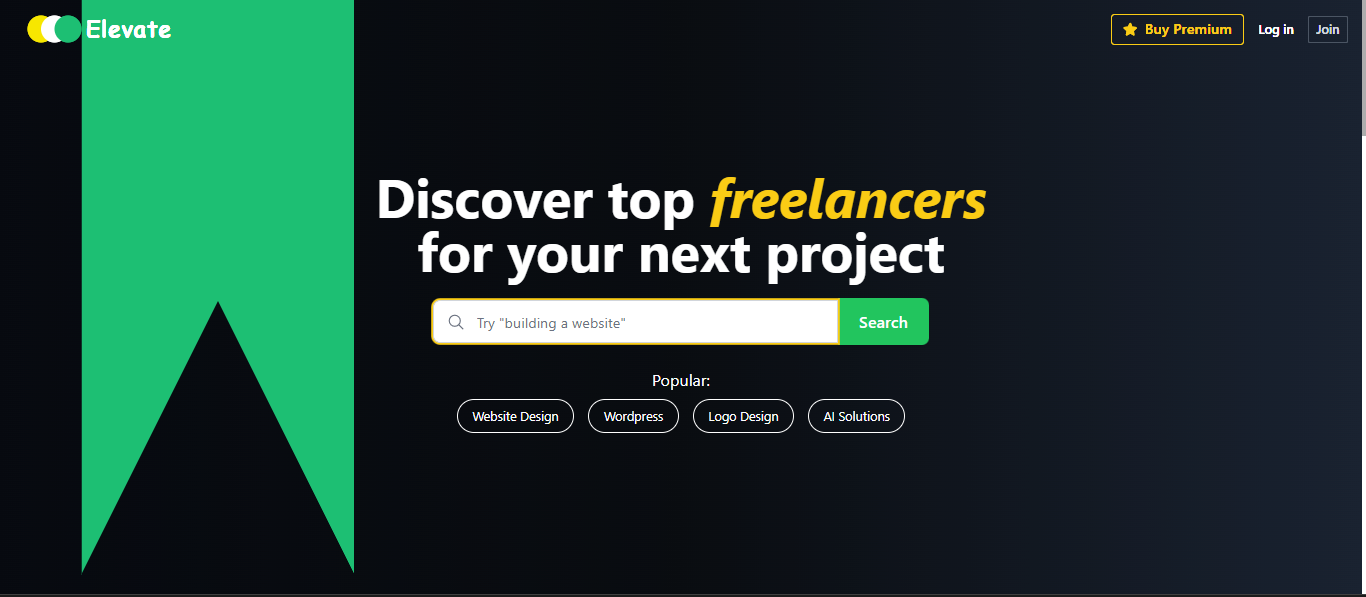 Elevate
Buy Premium
Log in
Join
Discover top freelancers
for your next project
Try "building a website"
Search
Popular:
Website Design
Wordpress
Logo Design
AI Solutions